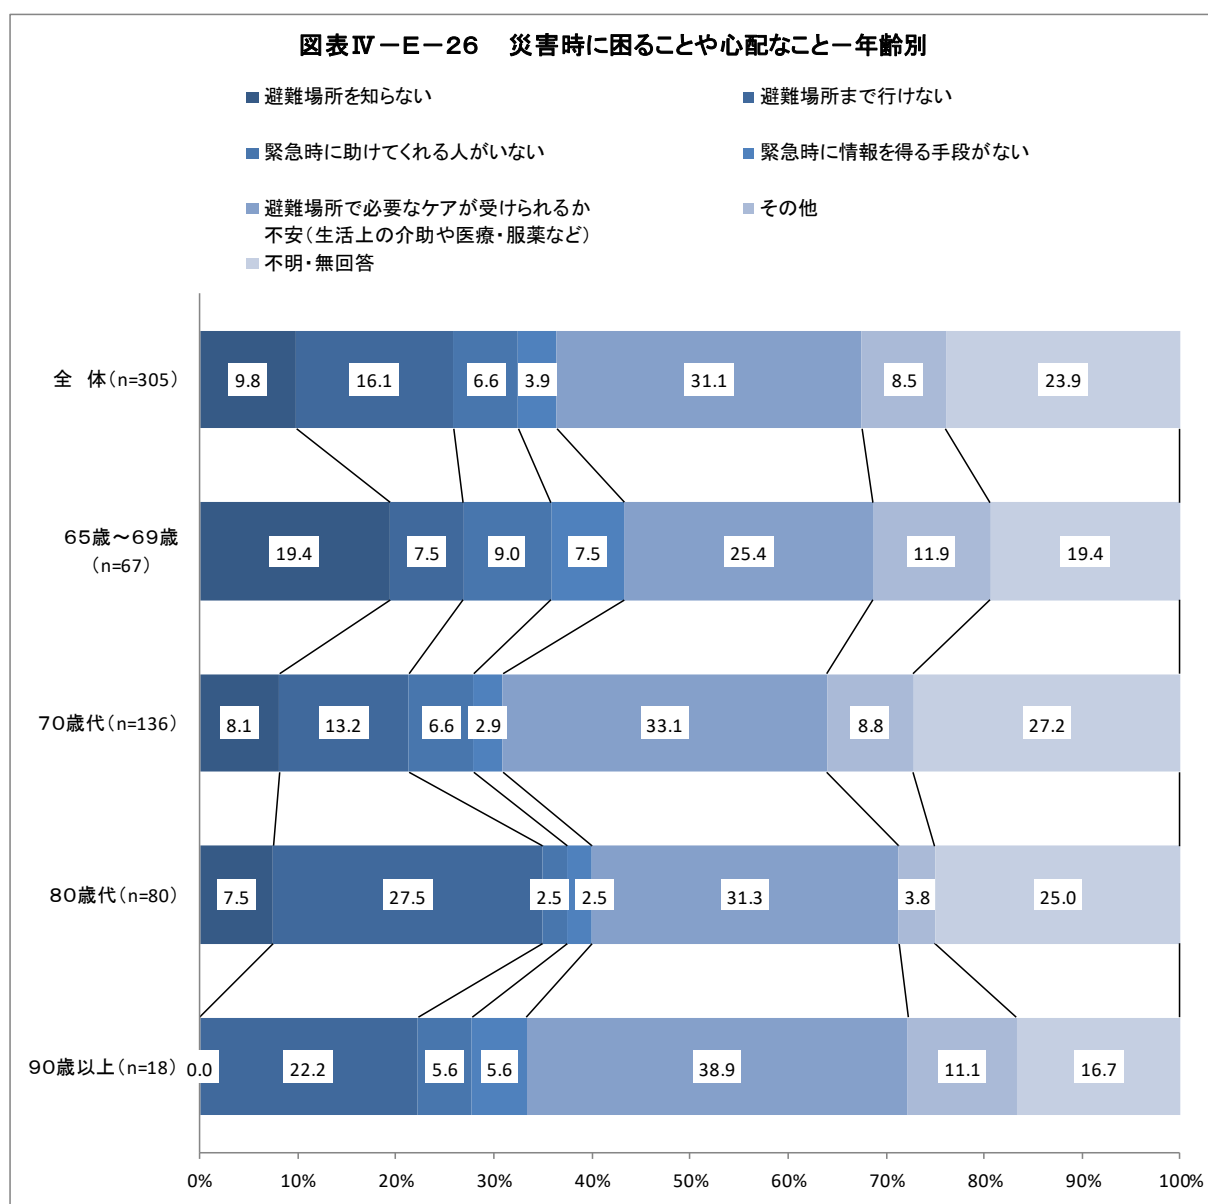 図表Ⅳ－E－26 災害時に困ることや心配なこと－年齢別
避難場所を知らない
避難場所まで行けない
緊急時に助けてくれる人がいない
緊急時に情報を得る手段がない
避難場所で必要なケアが受けられるか
不安（生活上の介助や医療・服薬など）
その他
不明・無回答
全 体（n=305） 9.8 16.1 6.6 3.9 31.1 8.5 23.9
６５歳～６９歳
（n=67） 19.4 7.5 9.0 7.5 25.4 11.9 19.4
７０歳代（n=136） 8.1 13.2 6.6 2.9 33.1 8.8 27.2
８０歳代（n=80） 7.5 27.5 2.5 2.5 31.3 3.8 25.0
９０歳以上（n=18） 0.0 22.2 5.6 5.6 38.9 11.1 16.7
0% 10% 20% 30% 40% 50% 60% 70% 80% 90% 100%